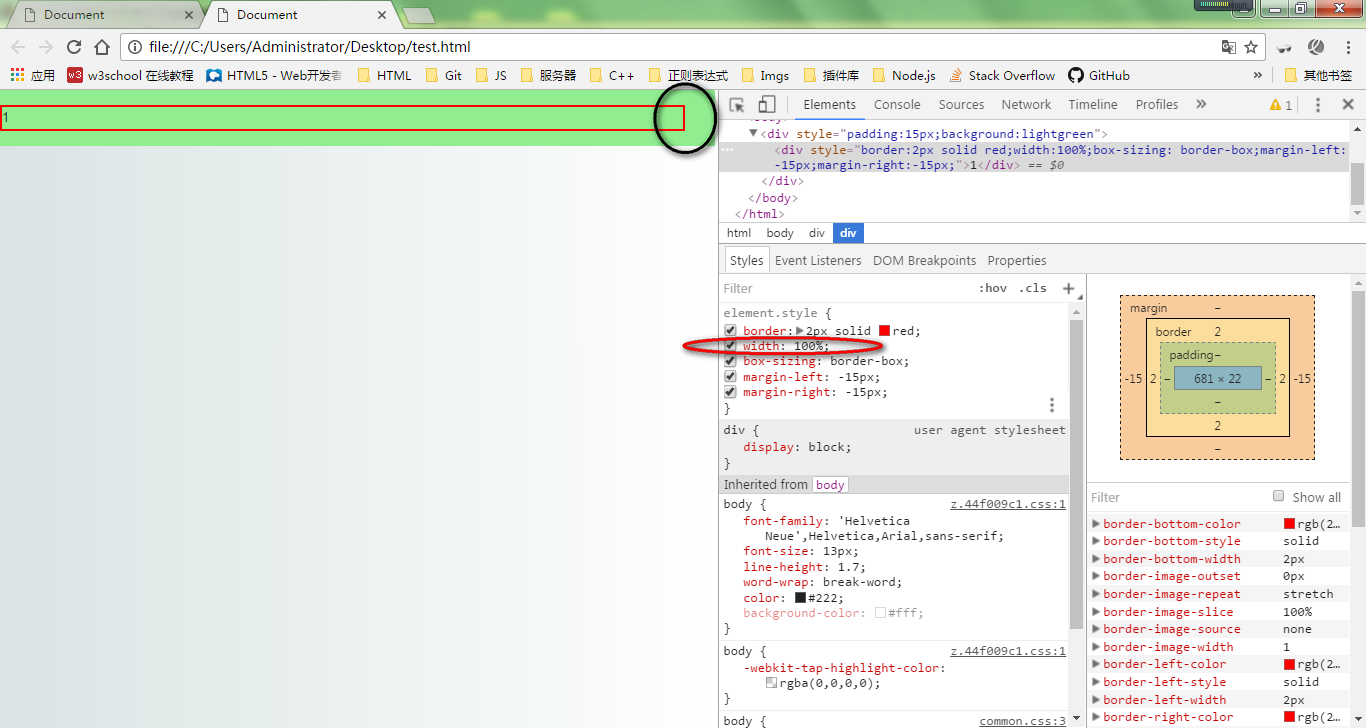 Document
Document
file:///C:/Users/Administrator/Desktop/test.html
应用 w3school 在线教程 HTML5 - Web开发者 HTML Git JS 服务器 C++ 正则表达式 Imgs 插件库 Node.js Stack Overflow GitHub » 其他书签
1
Elements Console Sources Network Timeline Profiles » 1
<div style="padding:15px;background:lightgreen">
<div style="border:2px solid red;width:100%;box-sizing: border-box;margin-left:
-15px;margin-right:-15px;">1</div> == $0
</div>
</body>
</html>
html body div div
Styles Event Listeners DOM Breakpoints Properties
Filter :hov .cls +
element.style {
border: 2px solid red;
width: 100%;
box-sizing: border-box;
margin-left: -15px;
margin-right: -15px;
}
div { user agent stylesheet
display: block;
}
Inherited from body
body { z.44f009c1.css:1
font-family: 'Helvetica
Neue',Helvetica,Arial,sans-serif;
font-size: 13px;
line-height: 1.7;
word-wrap: break-word;
color: #222;
background-color: #fff;
}
body { z.44f009c1.css:1
-webkit-tap-highlight-color:
rgba(0,0,0,0);
}
body { common.css:3
margin –
border 2
padding –
-15 2 – 681 × 22 – 2 -15
–
2
–
Filter Show all
border-bottom-color rgb(2…
border-bottom-style solid
border-bottom-width 2px
border-image-outset 0px
border-image-repeat stretch
border-image-slice 100%
border-image-source none
border-image-width 1
border-left-color rgb(2…
border-left-style solid
border-left-width 2px
border-right-color rgb(2…